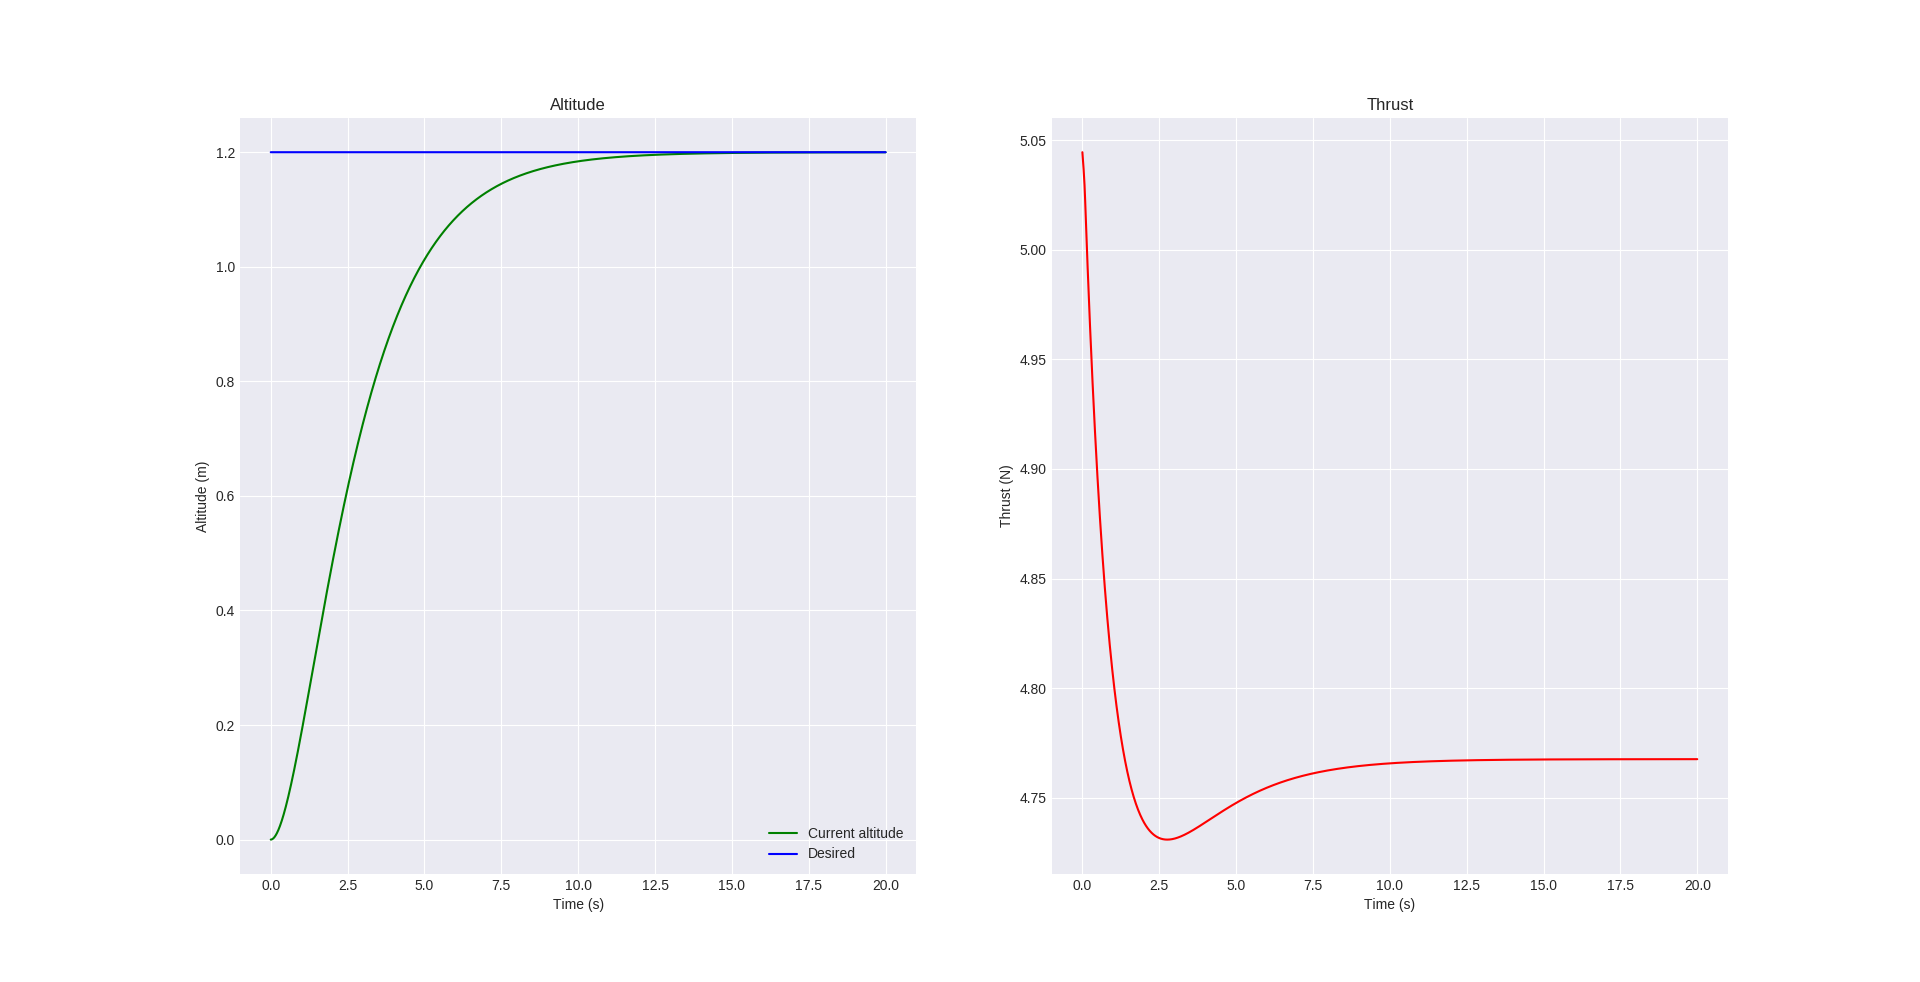 Altitude
1.2
1.0
0.8
0.6
0.4
0.2
0.0
Altitude (m)
0.0 2.5 5.0 7.5 10.0 12.5 15.0 17.5 20.0
Time (s)
Current altitude
Desired
Thrust
5.05
5.00
4.95
4.90
4.85
4.80
4.75
Thrust (N)
0.0 2.5 5.0 7.5 10.0 12.5 15.0 17.5 20.0
Time (s)